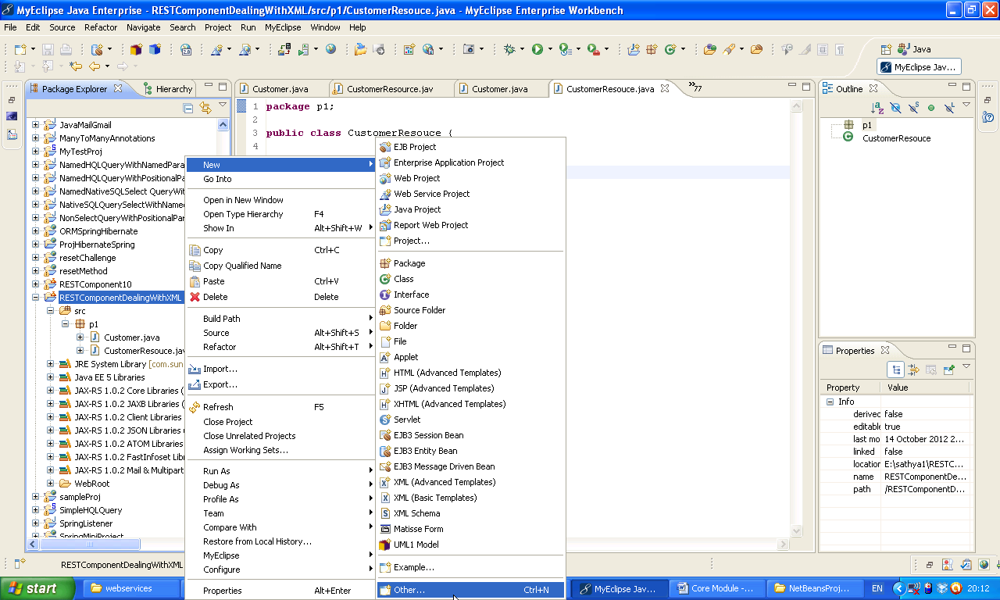 MyEclipse Java Enterprise - RESTComponentDealingWithXML/src/p1/CustomerResouce.java - MyEclipse Enterprise Workbench
File Edit Source Refactor Navigate Search Project Run MyEclipse Window Help
Java
MyEclipse Jav...
Package Explorer
Hierarchy
JavaMailGmail
ManyToManyAnnotations
MyTestProj
NamedHQLQueryWithNamedPara
NamedHQLQueryWithPositionalPa
NamedNativeSQLSelect QueryWit
NativeSQLQuerySelectWithName
NonSelectQueryWithPositionalPar
ORMSpringHibernate
ProjHibernateSpring
resetChallenge
resetMethod
RESTComponent10
RESTComponentDealingWithXML
src
p1
Customer.java
CustomerResouce.jav
JRE System Library [com.sun
Java EE 5 Libraries
JAX-RS 1.0.2 Core Libraries (
JAX-RS 1.0.2 JAXB Libraries (
JAX-RS 1.0.2 Client Libraries
JAX-RS 1.0.2 JSON Libraries
JAX-RS 1.0.2 ATOM Libraries
JAX-RS 1.0.2 FastInfoset Lib
JAX-RS 1.0.2 Mail & Multipart
WebRoot
sampleProj
SimpleHQLQuery
SpringListener
SpringMiniProject
Customer.java
CustomerResource.jav
Customer.java
CustomerResouce.java
77
1 package p1;
2
3 public class CustomerResouce {
4
New
Go Into
Open in New Window
Open Type Hierarchy F4
Show In Alt+Shift+W
Copy Ctrl+C
Copy Qualified Name
Paste Ctrl+V
Delete Delete
Build Path
Source Alt+Shift+S
Refactor Alt+Shift+T
Import...
Export...
Refresh F5
Close Project
Close Unrelated Projects
Assign Working Sets...
Run As
Debug As
Profile As
Team
Compare With
Restore from Local History...
MyEclipse
Configure
Properties Alt+Enter
EJB Project
Enterprise Application Project
Web Project
Web Service Project
Java Project
Report Web Project
Project...
Package
Class
Interface
Source Folder
Folder
File
Applet
HTML (Advanced Templates)
JSP (Advanced Templates)
XHTML (Advanced Templates)
Servlet
EJB3 Session Bean
EJB3 Entity Bean
EJB3 Message Driven Bean
XML (Advanced Templates)
XML (Basic Templates)
XML Schema
Matisse Form
UML1 Model
Example...
Other... Ctrl+N
Outline
p1
CustomerResouce
Properties
Property Value
Info
derived false
editable true
last mo 14 October 2012 2...
linked false
location E:\sathya1\RESTC...
name RESTComponentDe...
path /RESTComponentD...
RESTComponentDealingWithXML
start
webservices
MyEclipse Jav...
Core Module -...
NetBeansProj...
EN
20:12